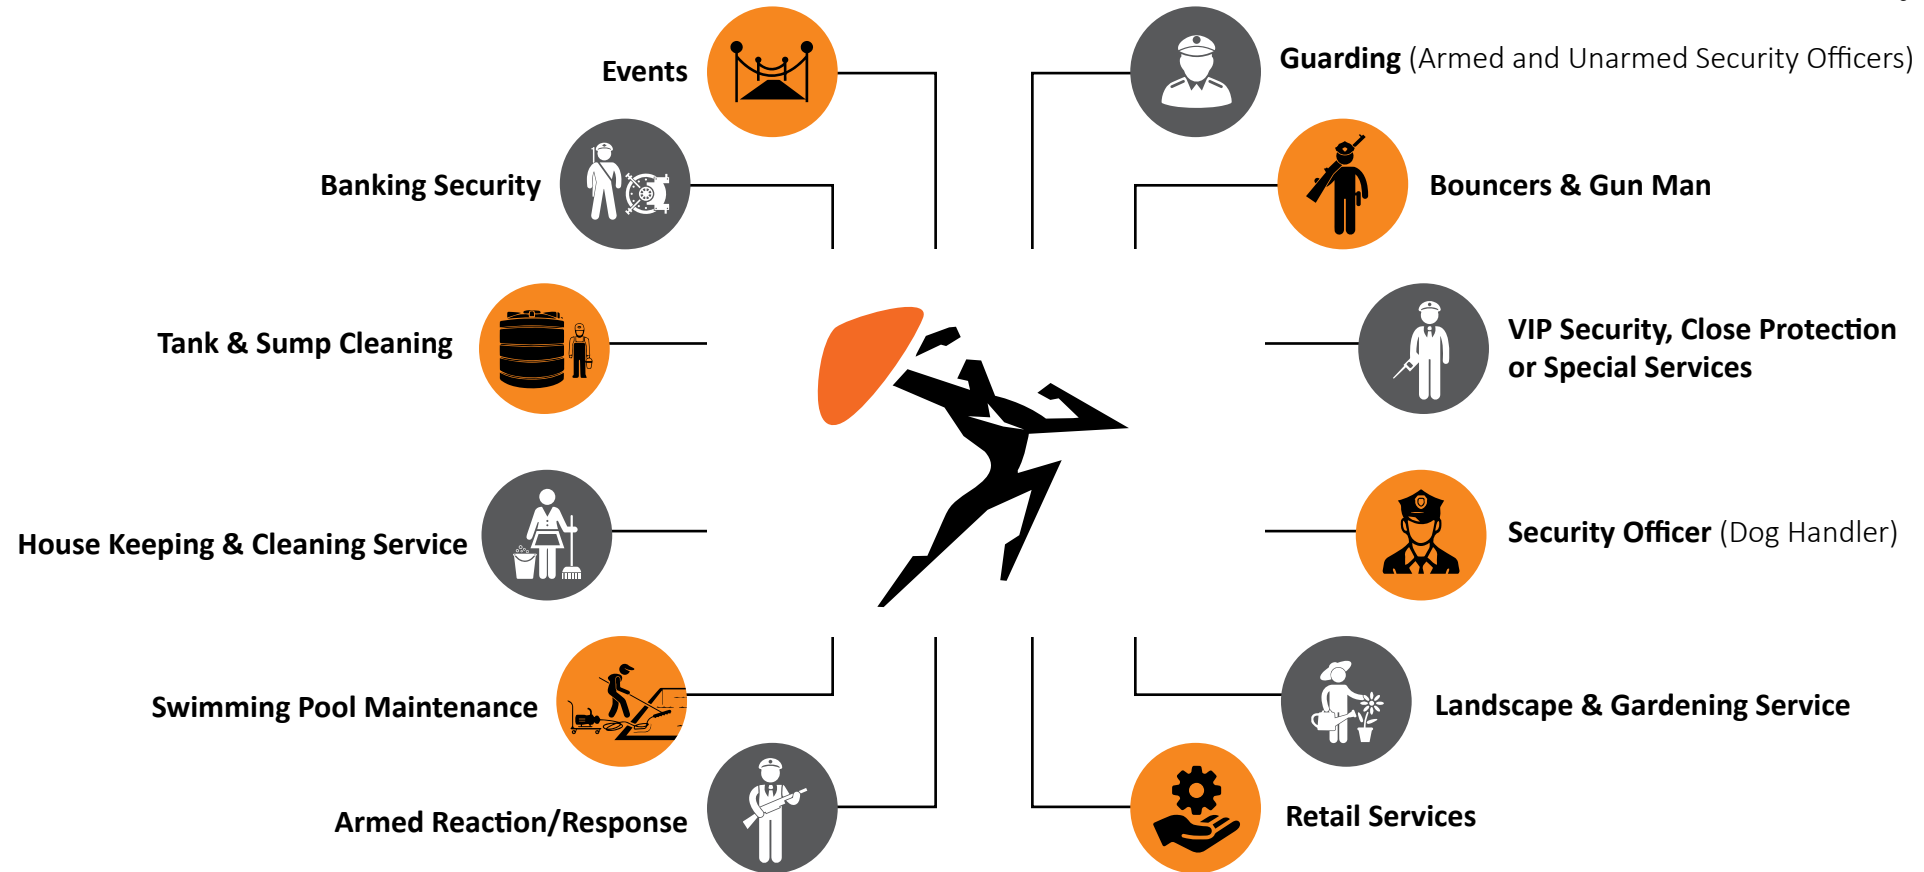 Events
Guarding (Armed and Unarmed Security Officers)
Banking Security
Bouncers & Gun Man
Tank & Sump Cleaning
VIP Security, Close Protection
or Special Services
House Keeping & Cleaning Service
Security Officer (Dog Handler)
Swimming Pool Maintenance
Landscape & Gardening Service
Armed Reaction/Response
Retail Services